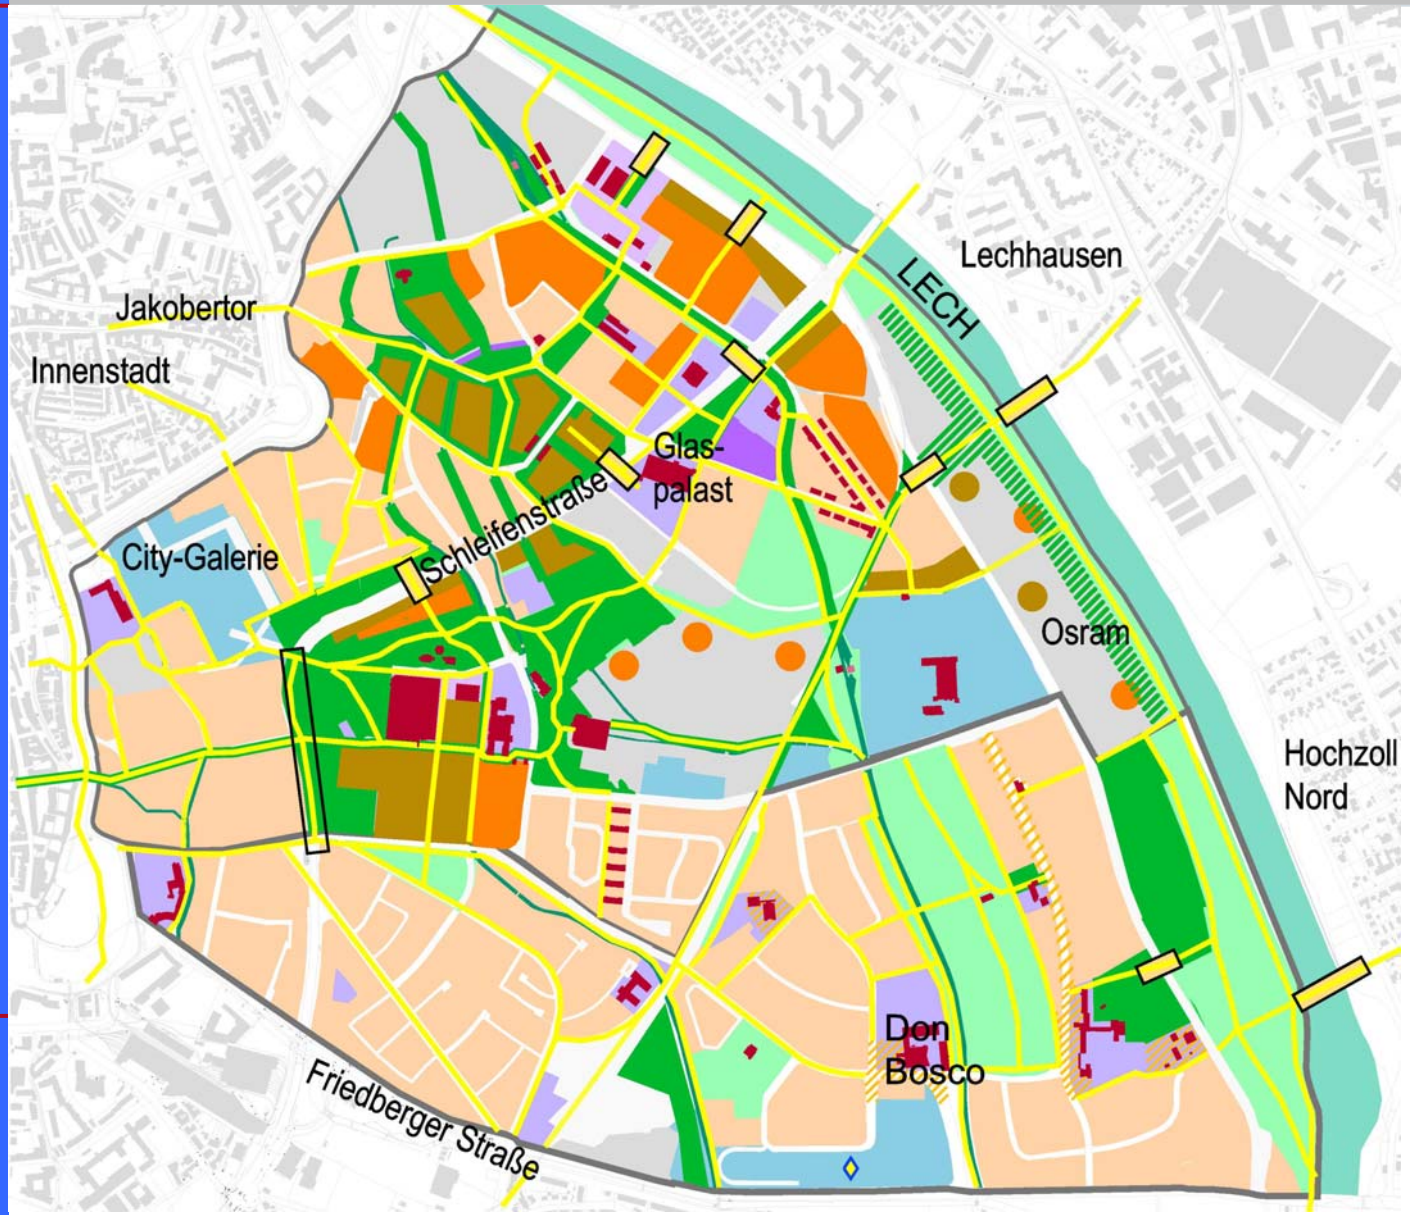 Lechhausen
LECH
Jakobertor
Innenstadt
Glas-
palast
Schleifenstraße
City-Galerie
Osram
Hochzoll
Nord
Don
Bosco
Friedberger Straße